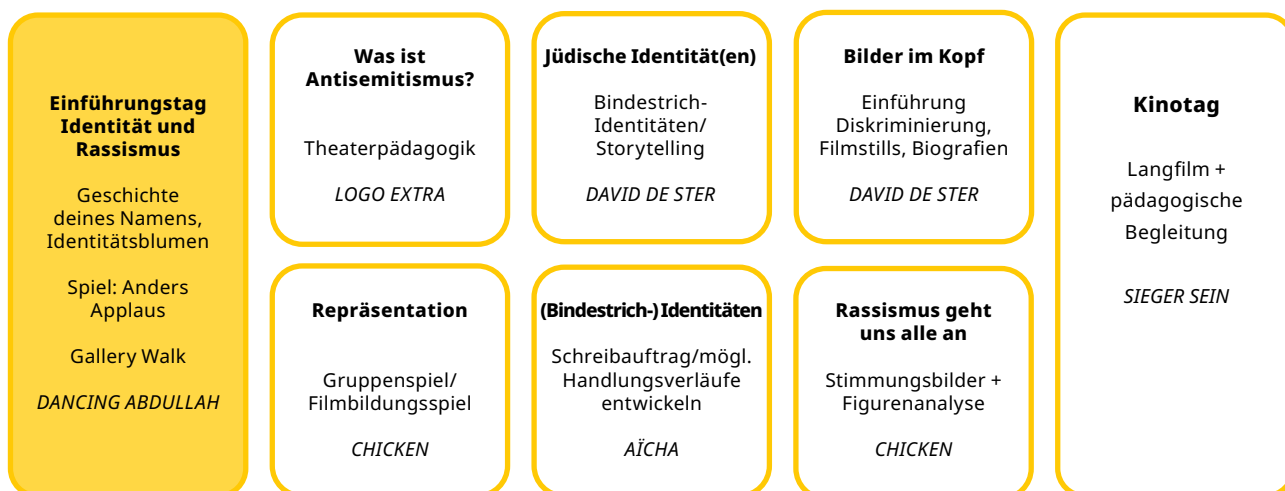 Einführungstag
Identität und
Rassismus
Geschichte
deines Namens,
Identitätsblumen
Spiel: Anders
Applaus
Gallery Walk
DANCING ABDULLAH
Was ist
Antisemitismus?
Theaterpädagogik
LOGO EXTRA
Jüdische Identität(en)
Bindestrich-
Identitäten/
Storytelling
DAVID DE STER
Bilder im Kopf
Einführung
Diskriminierung,
Filmstills, Biografien
DAVID DE STER
Repräsentation
Gruppenspiel/
Filmbildungsspiel
CHICKEN
(Bindestrich-) Identitäten
Schreibauftrag/mögl.
Handlungsverläufe
entwickeln
AÏCHA
Rassismus geht
uns alle an
Stimmungsbilder +
Figurenanalyse
CHICKEN
Kinotag
Langfilm +
pädagogische
Begleitung
SIEGER SEIN